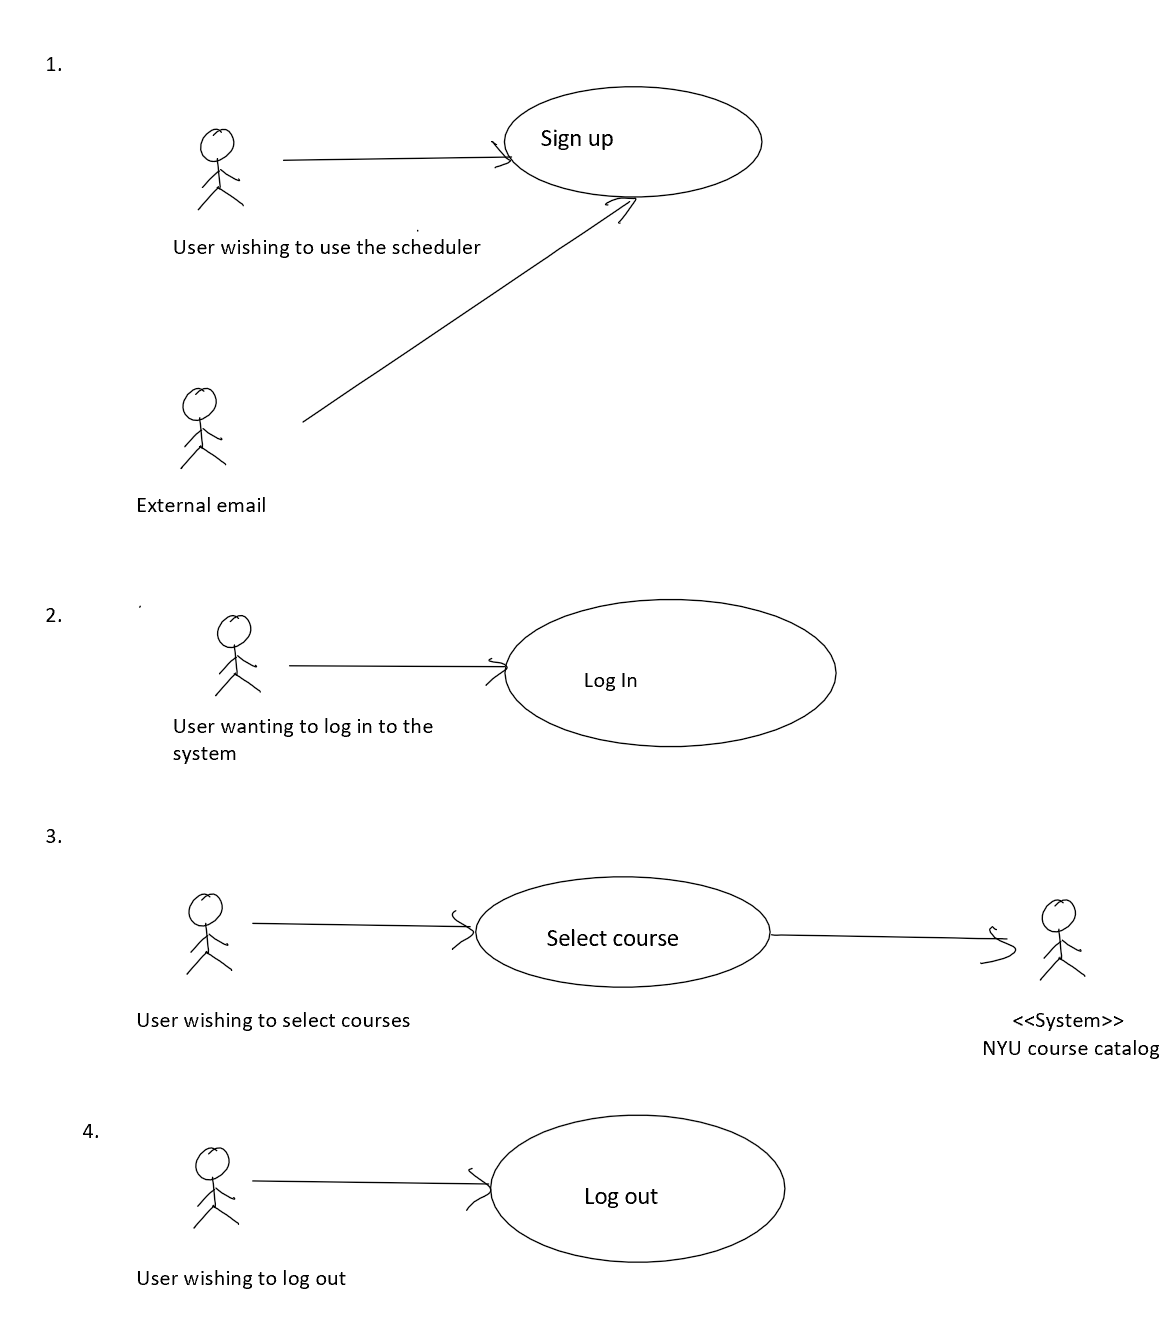 1.
Sign up
User wishing to use the scheduler
External email
2.
Log In
User wanting to log in to the
system
3.
Select course
User wishing to select courses
<<System>>
NYU course catalog
4.
Log out
User wishing to log out